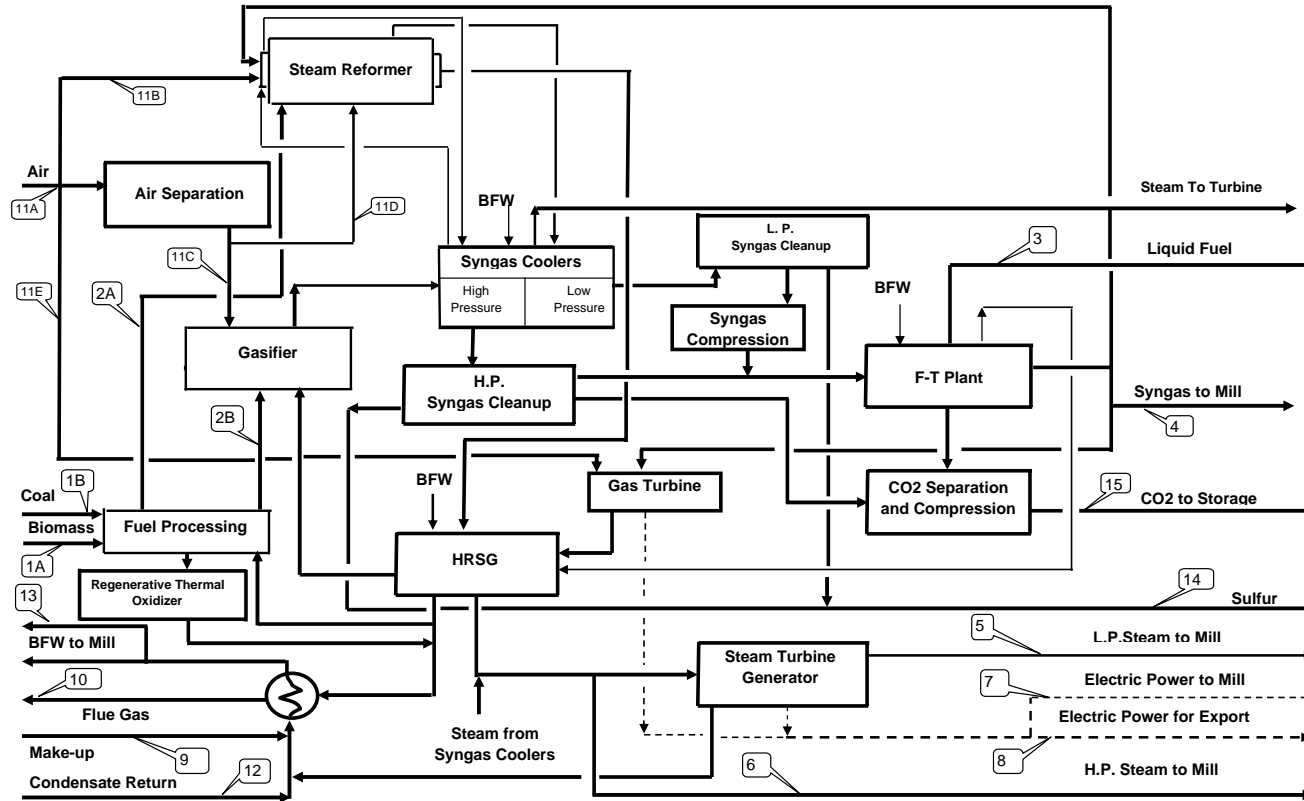 Steam Reformer
11B
Air
Air Separation
11A
11D
BFW
Steam To Turbine
L. P.
Syngas Cleanup
3
11C
Syngas Coolers
Liquid Fuel
11E
2A
High
Pressure
Low
Pressure
BFW
Syngas
Compression
Gasifier
H.P.
Syngas Cleanup
F-T Plant
Syngas to Mill
2B
4
1B
BFW
Gas Turbine
CO2 Separation
and Compression
15
Coal
CO2 to Storage
Biomass
Fuel Processing
1A
HRSG
Regenerative Thermal
Oxidizer
14
13
Sulfur
5
BFW to Mill
L.P.Steam to Mill
Steam Turbine
Generator
10
7
Electric Power to Mill
Flue Gas
Electric Power for Export
Steam from
Syngas Coolers
Make-up
9
6
8
H.P. Steam to Mill
Condensate Return
12